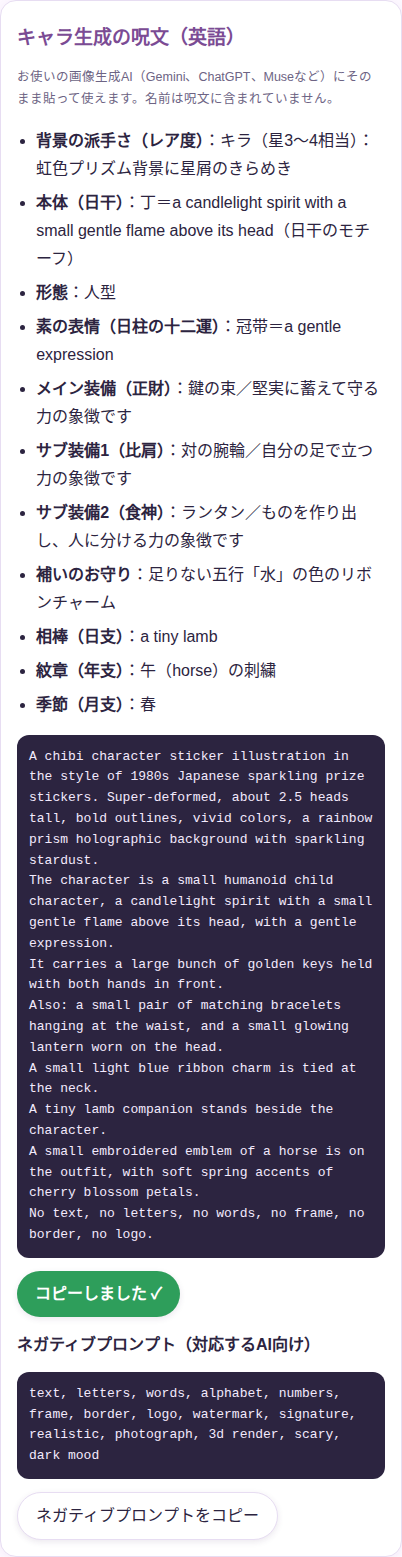 キャラ生成の呪文（英語）
お使いの画像生成AI（Gemini、ChatGPT、Museなど）にその
まま貼って使えます。名前は呪文に含まれていません。
• 背景の派手さ（レア度）：キラ（星3〜4相当）：
虹色プリズム背景に星屑のきらめき
• 本体（日干）：丁＝a candlelight spirit with a
small gentle flame above its head（日干のモチ
ーフ）
• 形態：人型
• 素の表情（日柱の十二運）：冠帯＝a gentle
expression
• メイン装備（正財）：鍵の束／堅実に蓄えて守る
力の象徴です
• サブ装備1（比肩）：対の腕輪／自分の足で立つ
力の象徴です
• サブ装備2（食神）：ランタン／ものを作り出
し、人に分ける力の象徴です
• 補いのお守り：足りない五行「水」の色のリボ
ンチャーム
• 相棒（日支）：a tiny lamb
• 紋章（年支）：午（horse）の刺繍
• 季節（月支）：春
A chibi character sticker illustration in
the style of 1980s Japanese sparkling prize
stickers. Super-deformed, about 2.5 heads
tall, bold outlines, vivid colors, a rainbow
prism holographic background with sparkling
stardust.
The character is a small humanoid child
character, a candlelight spirit with a small
gentle flame above its head, with a gentle
expression.
It carries a large bunch of golden keys held
with both hands in front.
Also: a small pair of matching bracelets
hanging at the waist, and a small glowing
lantern worn on the head.
A small light blue ribbon charm is tied at
the neck.
A tiny lamb companion stands beside the
character.
A small embroidered emblem of a horse is on
the outfit, with soft spring accents of
cherry blossom petals.
No text, no letters, no words, no frame, no
border, no logo.
コピーしました✓
ネガティブプロンプト（対応するAI向け）
text, letters, words, alphabet, numbers,
frame, border, logo, watermark, signature,
realistic, photograph, 3d render, scary,
dark mood
ネガティブプロンプトをコピー